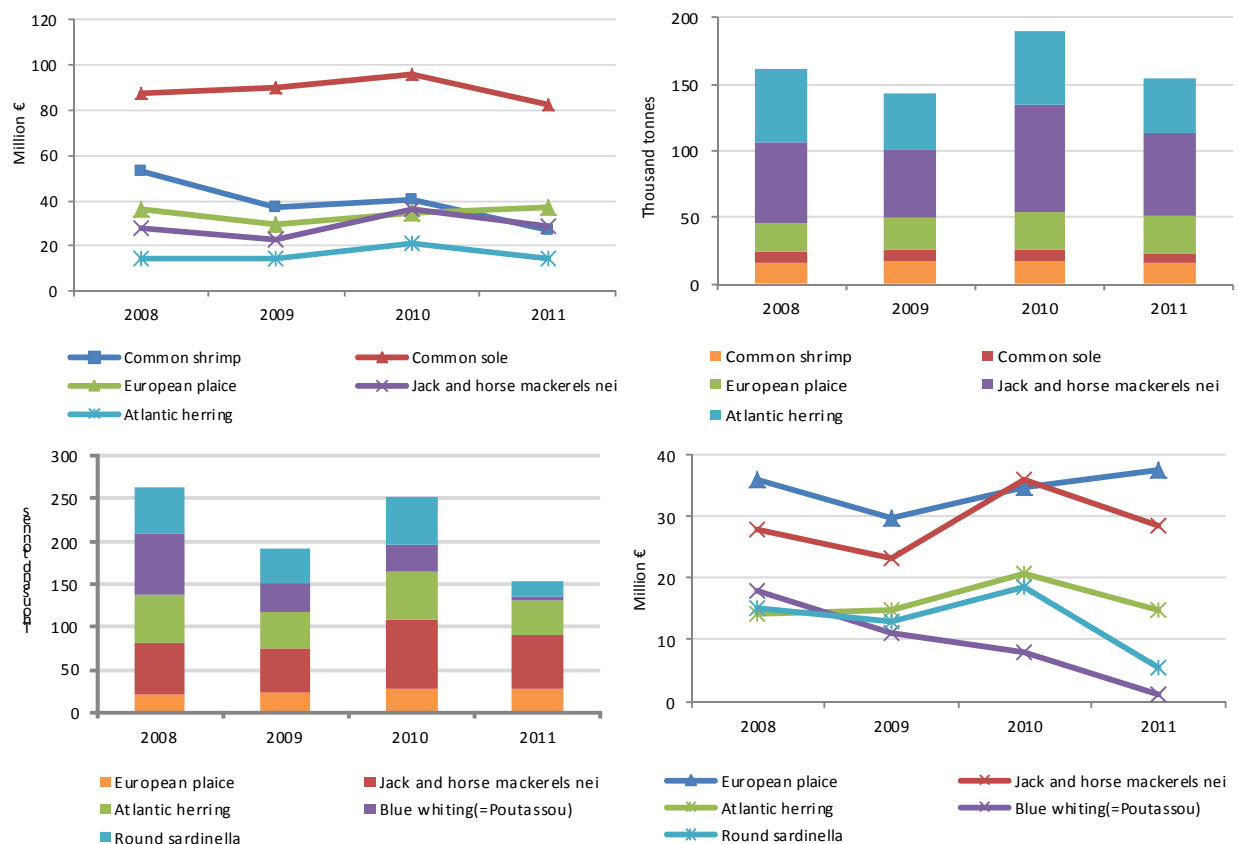 120
100
80
60
40
20
0
Million €
2008 2009 2010 2011
Common shrimp Common sole
European plaice Jack and horse mackerels nei
Atlantic herring
200
150
100
50
0
Thousand tonnes
2008 2009 2010 2011
Common shrimp Common sole
European plaice Jack and horse mackerels nei
Atlantic herring
300
250
200
150
100
50
0
Thousand tonnes
2008 2009 2010 2011
European plaice Jack and horse mackerels nei
Atlantic herring Blue whiting(=Poutassou)
Round sardinella
40
30
20
10
0
Million €
2008 2009 2010 2011
European plaice Jack and horse mackerels nei
Atlantic herring Blue whiting(=Poutassou)
Round sardinella